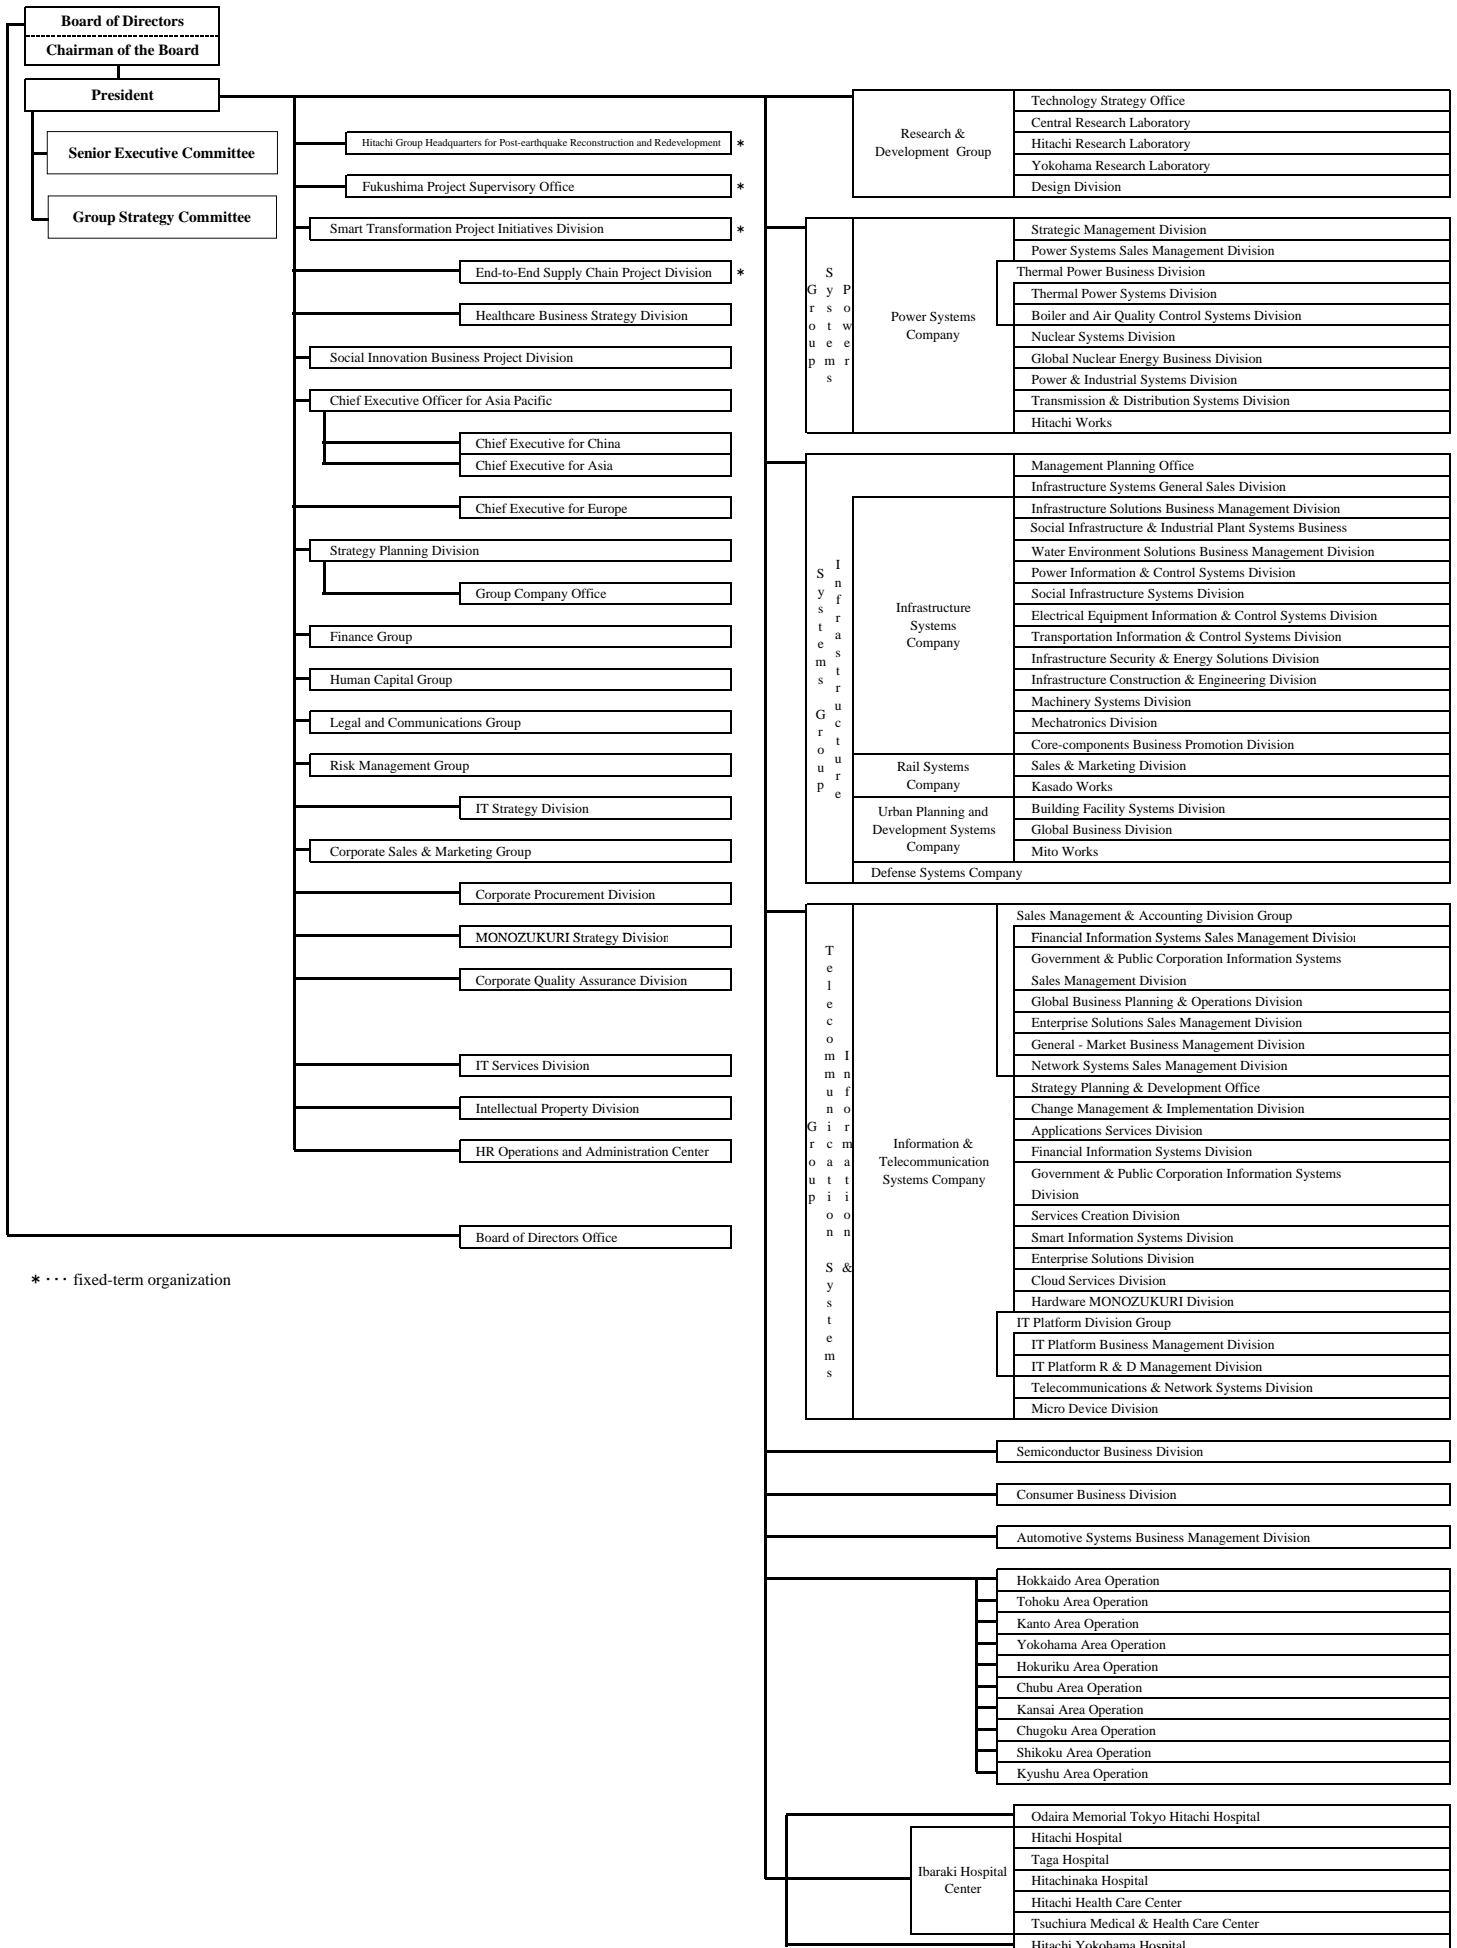 Board of Directors
Chairman of the Board
President
Senior Executive Committee
Group Strategy Committee
Hitachi Group Headquarters for Post-earthquake Reconstruction and Redevelopment *
Fukushima Project Supervisory Office *
Smart Transformation Project Initiatives Division *
End-to-End Supply Chain Project Division *
Healthcare Business Strategy Division
Social Innovation Business Project Division
Chief Executive Officer for Asia Pacific
Chief Executive for China
Chief Executive for Asia
Chief Executive for Europe
Strategy Planning Division
Group Company Office
Finance Group
Human Capital Group
Legal and Communications Group
Risk Management Group
IT Strategy Division
Corporate Sales & Marketing Group
Corporate Procurement Division
MONOZUKURI Strategy Division
Corporate Quality Assurance Division
IT Services Division
Intellectual Property Division
HR Operations and Administration Center
Board of Directors Office
* ･･･ fixed-term organization
Research &
Development Group
Technology Strategy Office
Central Research Laboratory
Hitachi Research Laboratory
Yokohama Research Laboratory
Design Division
Power
Systems
Group
Power Systems
Company
Strategic Management Division
Power Systems Sales Management Division
Thermal Power Business Division
Thermal Power Systems Division
Boiler and Air Quality Control Systems Division
Nuclear Systems Division
Global Nuclear Energy Business Division
Power & Industrial Systems Division
Transmission & Distribution Systems Division
Hitachi Works
Infrastructure
Systems Group
Management Planning Office
Infrastructure Systems General Sales Division
Infrastructure
Systems
Company
Infrastructure Solutions Business Management Division
Social Infrastructure & Industrial Plant Systems Business
Water Environment Solutions Business Management Division
Power Information & Control Systems Division
Social Infrastructure Systems Division
Electrical Equipment Information & Control Systems Division
Transportation Information & Control Systems Division
Infrastructure Security & Energy Solutions Division
Infrastructure Construction & Engineering Division
Machinery Systems Division
Mechatronics Division
Core-components Business Promotion Division
Rail Systems
Company
Sales & Marketing Division
Kasado Works
Urban Planning and
Development Systems
Company
Building Facility Systems Division
Global Business Division
Mito Works
Defense Systems Company
Information &
Telecommunication Systems
Group
Information &
Telecommunication
Systems Company
Sales Management & Accounting Division Group
Financial Information Systems Sales Management Division
Government & Public Corporation Information Systems
Sales Management Division
Global Business Planning & Operations Division
Enterprise Solutions Sales Management Division
General - Market Business Management Division
Network Systems Sales Management Division
Strategy Planning & Development Office
Change Management & Implementation Division
Applications Services Division
Financial Information Systems Division
Government & Public Corporation Information Systems
Division
Services Creation Division
Smart Information Systems Division
Enterprise Solutions Division
Cloud Services Division
Hardware MONOZUKURI Division
IT Platform Division Group
IT Platform Business Management Division
IT Platform R & D Management Division
Telecommunications & Network Systems Division
Micro Device Division
Semiconductor Business Division
Consumer Business Division
Automotive Systems Business Management Division
Hokkaido Area Operation
Tohoku Area Operation
Kanto Area Operation
Yokohama Area Operation
Hokuriku Area Operation
Chubu Area Operation
Kansai Area Operation
Chugoku Area Operation
Shikoku Area Operation
Kyushu Area Operation
Odaira Memorial Tokyo Hitachi Hospital
Ibaraki Hospital
Center
Hitachi Hospital
Taga Hospital
Hitachinaka Hospital
Hitachi Health Care Center
Tsuchiura Medical & Health Care Center
Hitachi Yokohama Hospital